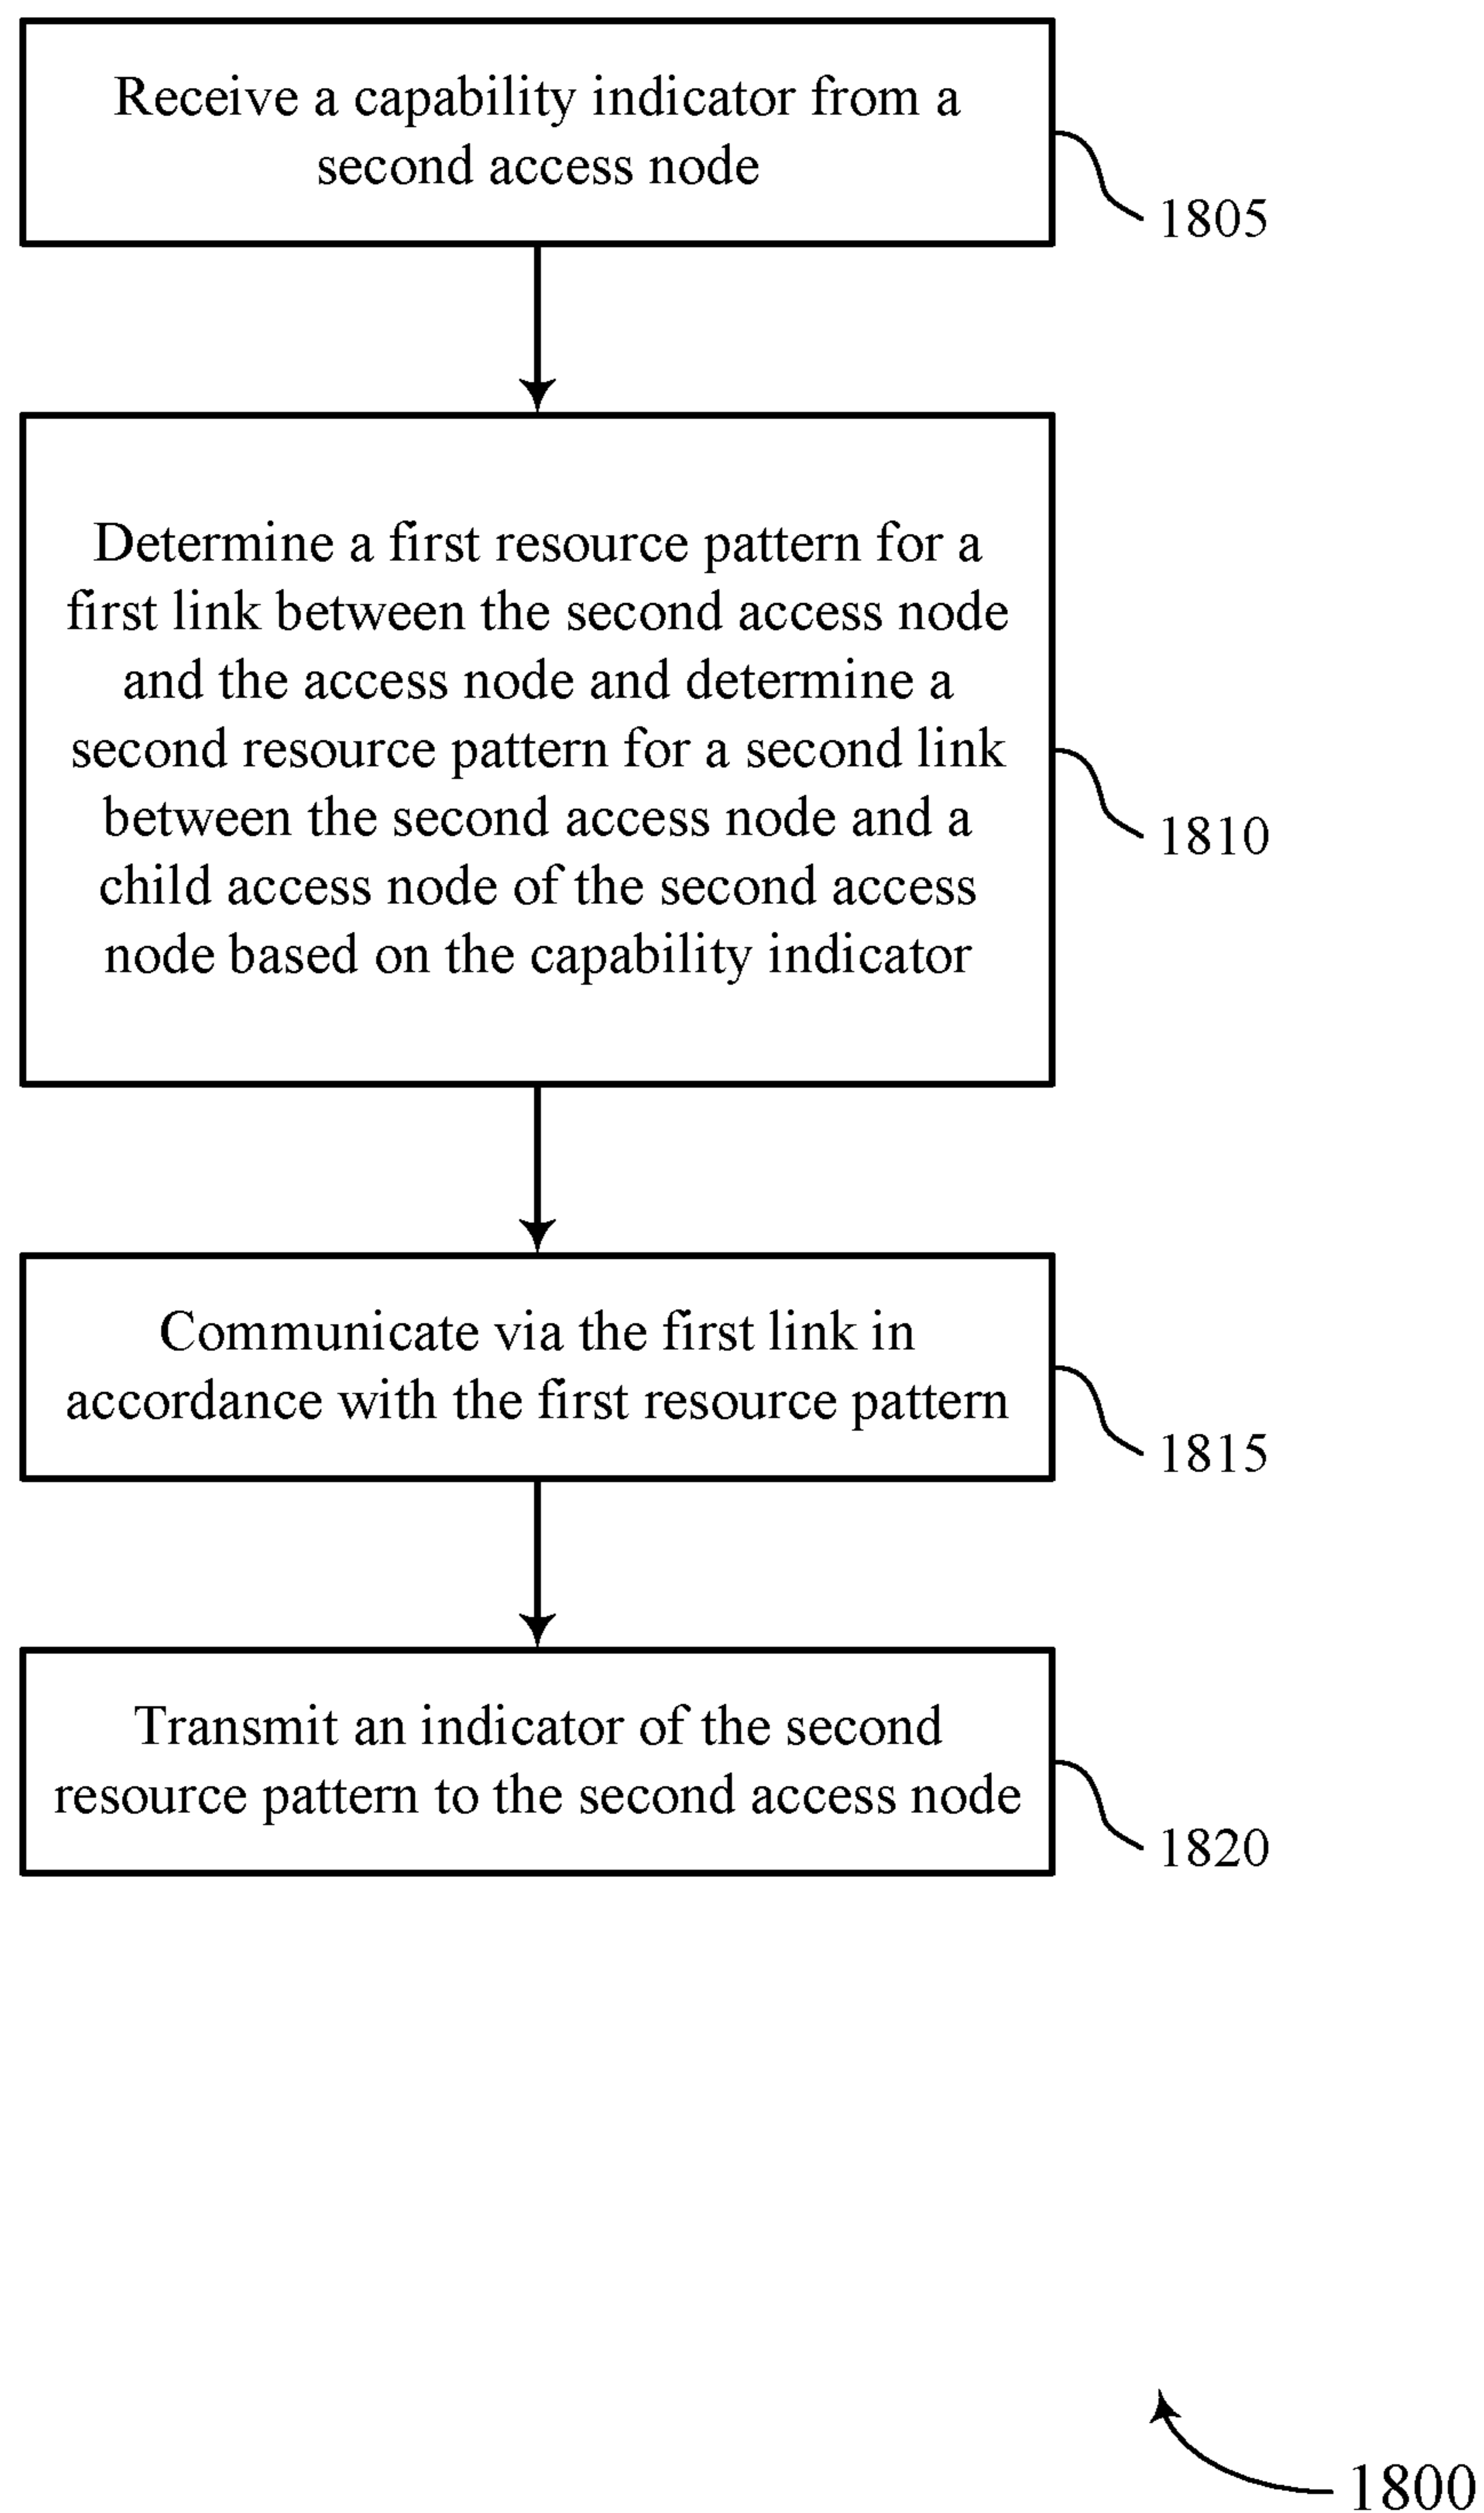 Receive a capability indicator from a
second access node
1805
Determine a first resource pattern for a
first link between the second access node
and the access node and determine a
second resource pattern for a second link
between the second access node and a
child access node of the second access
node based on the capability indicator
1810
Communicate via the first link in
accordance with the first resource pattern
1815
Transmit an indicator of the second
resource pattern to the second access node
1820
1800